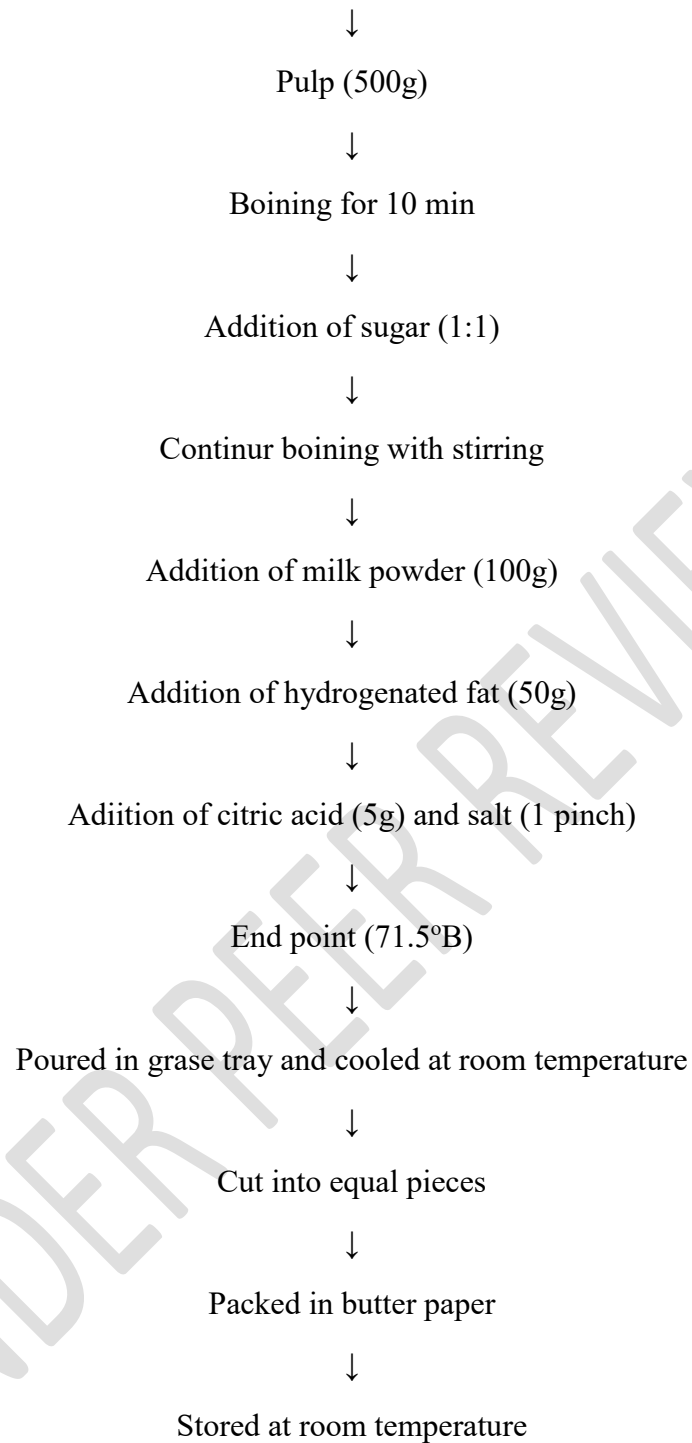 ↓
Pulp (500g)
↓
Boining for 10 min
↓
Addition of sugar (1:1)
↓
Continur boining with stirring
↓
Addition of milk powder (100g)
↓
Addition of hydrogenated fat (50g)
↓
Adiition of citric acid (5g) and salt (1 pinch)
↓
End point (71.5ºB)
↓
Poured in grase tray and cooled at room temperature
↓
Cut into equal pieces
↓
Packed in butter paper
↓
Stored at room temperature
NDER PEER REVIE